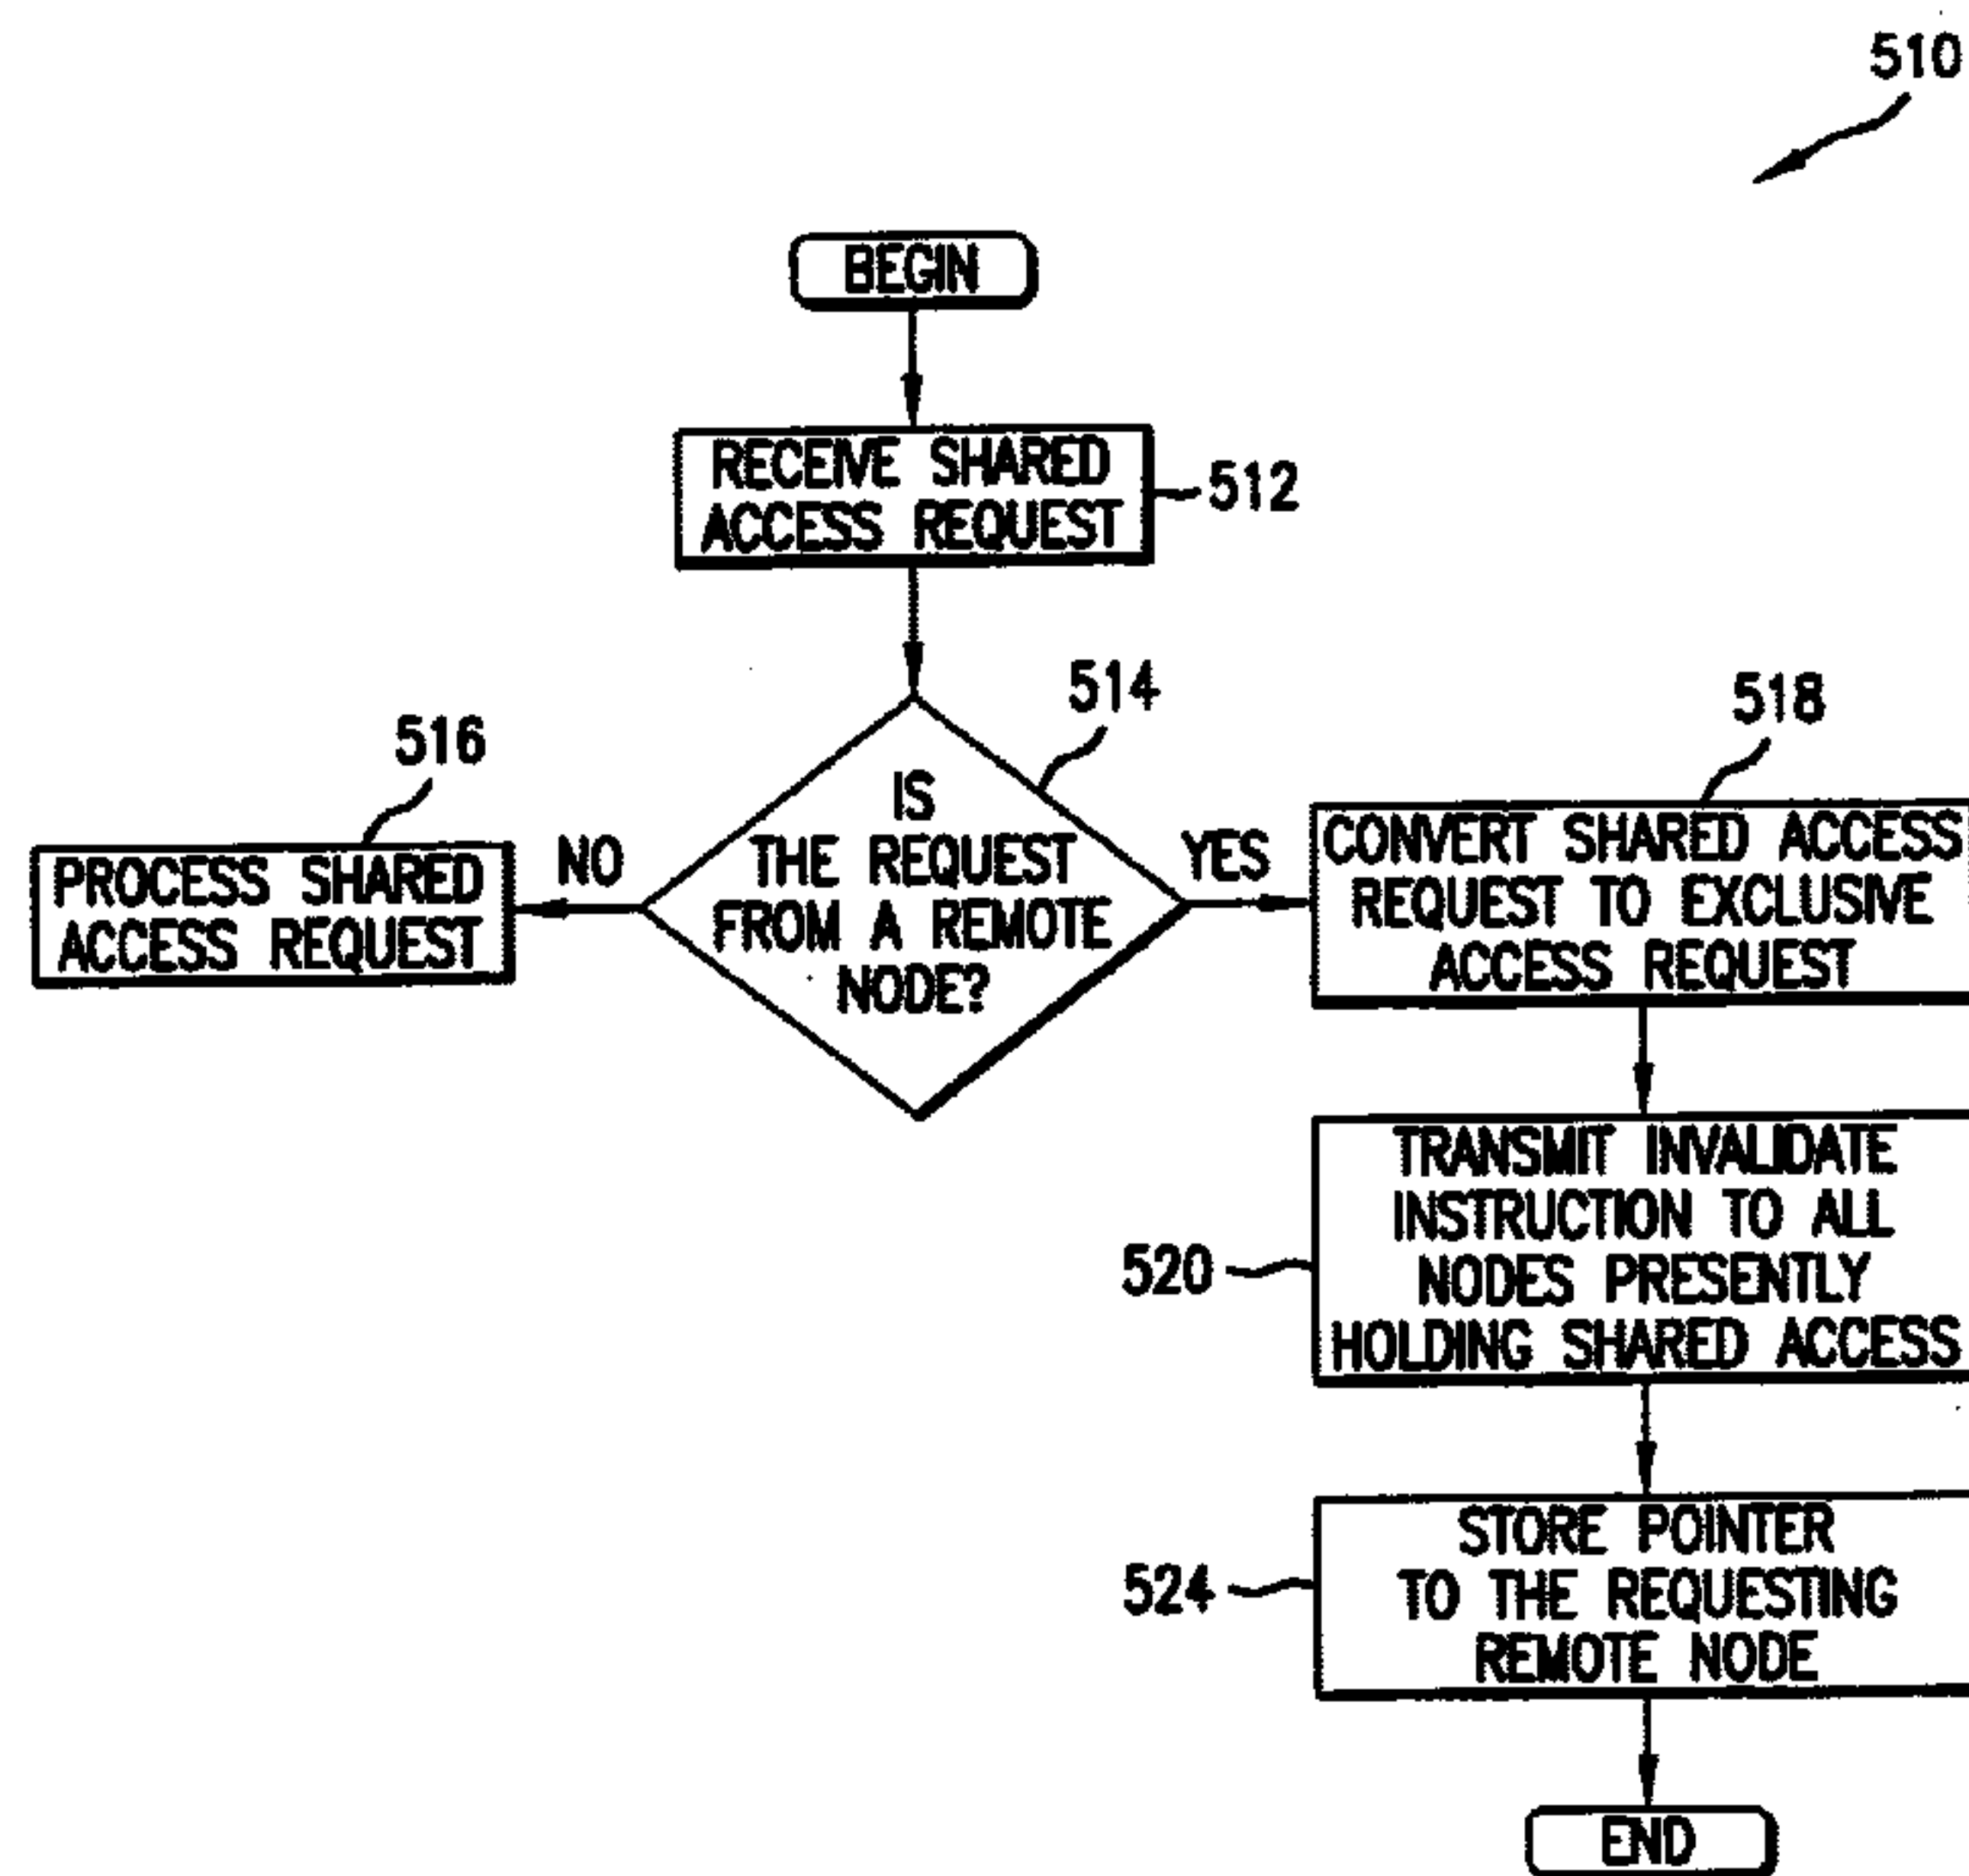 510
BEGIN
RECEIVE SHARED
ACCESS REQUEST
512
514
IS
THE REQUEST
FROM A REMOTE
NODE?
516
NO
PROCESS SHARED
ACCESS REQUEST
YES
518
CONVERT SHARED ACCESS
REQUEST TO EXCLUSIVE
ACCESS REQUEST
520
TRANSMIT INVALIDATE
INSTRUCTION TO ALL
NODES PRESENTLY
HOLDING SHARED ACCESS
524
STORE POINTER
TO THE REQUESTING
REMOTE NODE
END